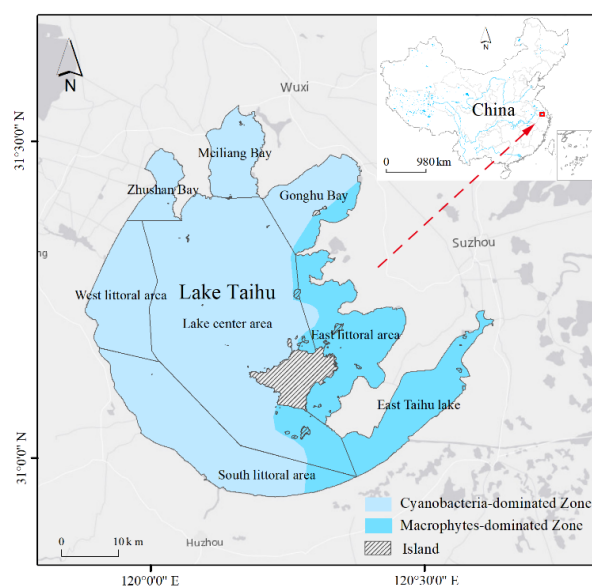 N
Wuxi
N
China
0 980 km
31°30'0" N
Meiliang Bay
Zhushan Bay
Gonghu Bay
Suzhou
West littoral area
Lake Taihu
Lake center area
East littoral area
East Taihu lake
31°0'0" N
South littoral area
Cyanobacteria-dominated Zone
Macrophytes-dominated Zone
Island
0 10 km
Huzhou
120°0'0" E
120°30'0" E